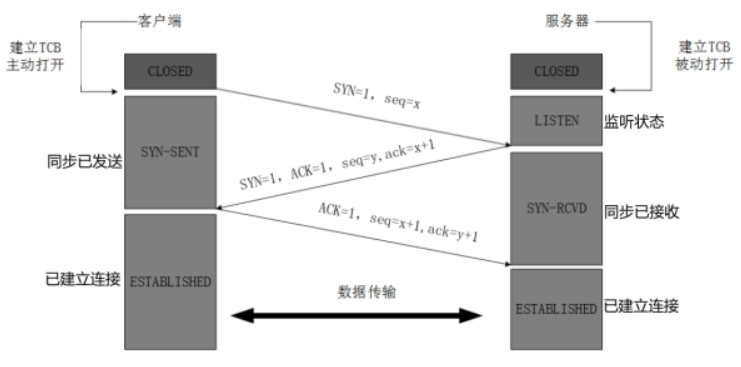 客户端
服务器
建立TCB
主动打开
建立TCB
被动打开
CLOSED
CLOSED
SYN=1, seq=x
LISTEN
监听状态
同步已发送
SYN-SENT
SYN=1, ACK=1, seq=y,ack=x+1
SYN-RCVD
同步已接收
ACK=1, seq=x+1,ack=y+1
已建立连接
ESTABLISHED
数据传输
ESTABLISHED
已建立连接